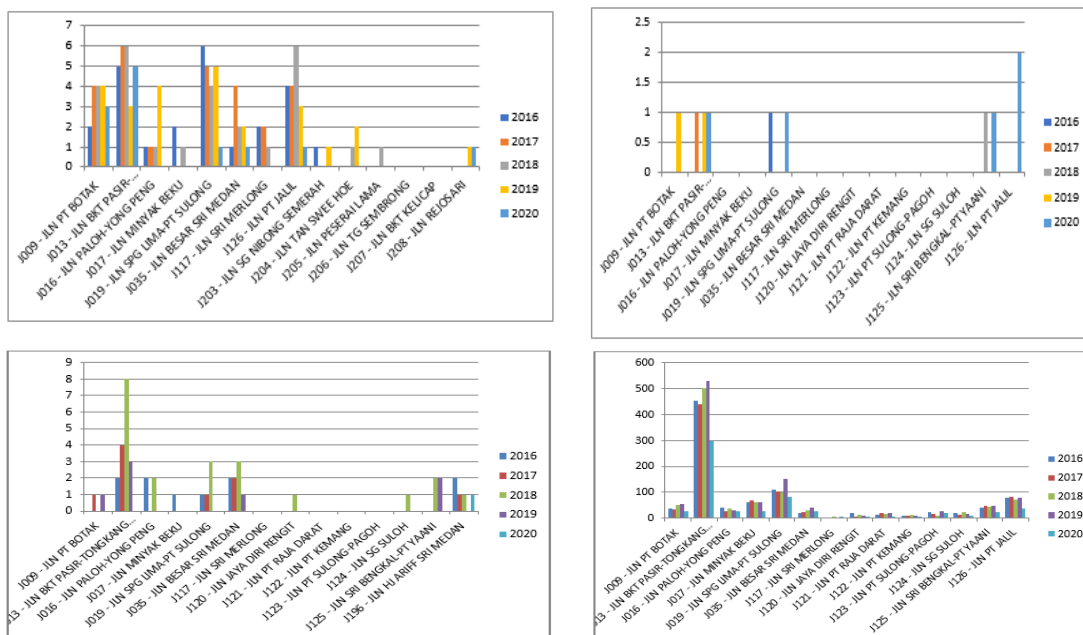 7
6
5
4
3
2
1
0
J009 - JLN PT BOTAK
J013 - JLN BKT PASIR-...
J016 - JLN PALOH-YONG PENG
J017 - JLN MINYAK BEKU
J019 - JLN SPG LIMA-PT SULONG
J035 - JLN BESAR SRI MEDAN
J117 - JLN SRI MERLONG
J126 - JLN PT JALIL
J203 - JLN SG NIBONG SEMERAH
J204 - JLN TAN SWEE HOE
J205 - JLN PESERAI LAMA
J206 - JLN TG SEMBRONG
J207 - JLN BKT KELICAP
J208 - JLN REJOSARI
2016
2017
2018
2019
2020
2.5
2
1.5
1
0.5
0
J009 - JLN PT BOTAK
J013 - JLN BKT PASIR-...
J016 - JLN PALOH-YONG PENG
J017 - JLN MINYAK BEKU
J019 - JLN SPG LIMA-PT SULONG
J035 - JLN BESAR SRI MEDAN
J117 - JLN SRI MERLONG
J120 - JLN JAYA DIRI RENGIT
J121 - JLN PT RAJA DARAT
J122 - JLN PT KEMANG
J123 - JLN PT SULONG-PAGOH
J124 - JLN SG SULOH
J125 - JLN SRI BENGKAL-PT YAANI
J126 - JLN PT JALIL
2016
2017
2018
2019
2020
9
8
7
6
5
4
3
2
1
0
J009 - JLN PT BOTAK
J13 - JLN BKT PASIR-TONGKANG...
J016 - JLN PALOH-YONG PENG
J017 - JLN MINYAK BEKU
J019 - JLN SPG LIMA-PT SULONG
J035 - JLN BESAR SRI MEDAN
J117 - JLN SRI MERLONG
J120 - JLN JAYA DIRI RENGIT
J121 - JLN PT RAJA DARAT
J122 - JLN PT KEMANG
J123 - JLN PT SULONG-PAGOH
J124 - JLN SG SULOH
J125 - JLN SRI BENGKAL-PT YAANI
J196 - JLN HJ ARIFF SRI MEDAN
2016
2017
2018
2019
2020
600
500
400
300
200
100
0
J009 - JLN PT BOTAK
J13 - JLN BKT PASIR-TONGKANG...
J016 - JLN PALOH-YONG PENG
J017 - JLN MINYAK BEKU
J019 - JLN SPG LIMA-PT SULONG
J035 - JLN BESAR SRI MEDAN
J117 - JLN SRI MERLONG
J120 - JLN JAYA DIRI RENGIT
J121 - JLN PT RAJA DARAT
J122 - JLN PT KEMANG
J123 - JLN PT SULONG PAGOH
J124 - JLN SG SULOH
J125 - JLN SRI BENGKAL-PT YAANI
J126 - JLN PT JALIL
2016
2017
2018
2019
2020